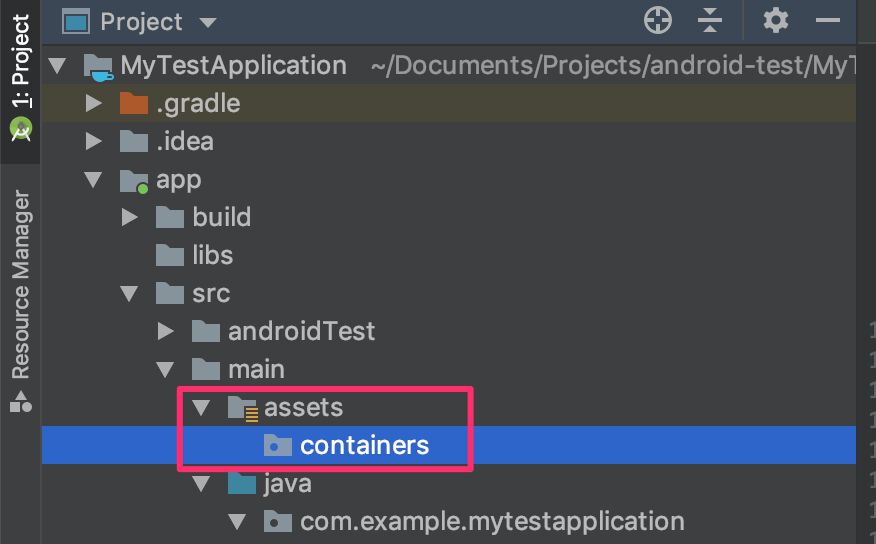 Project
1: Project
Resource Manager
MyTestApplication ~/Documents/Projects/android-test/MyT
.gradle
.idea
app
build
libs
src
androidTest
main
assets
containers
java
com.example.mytestapplication